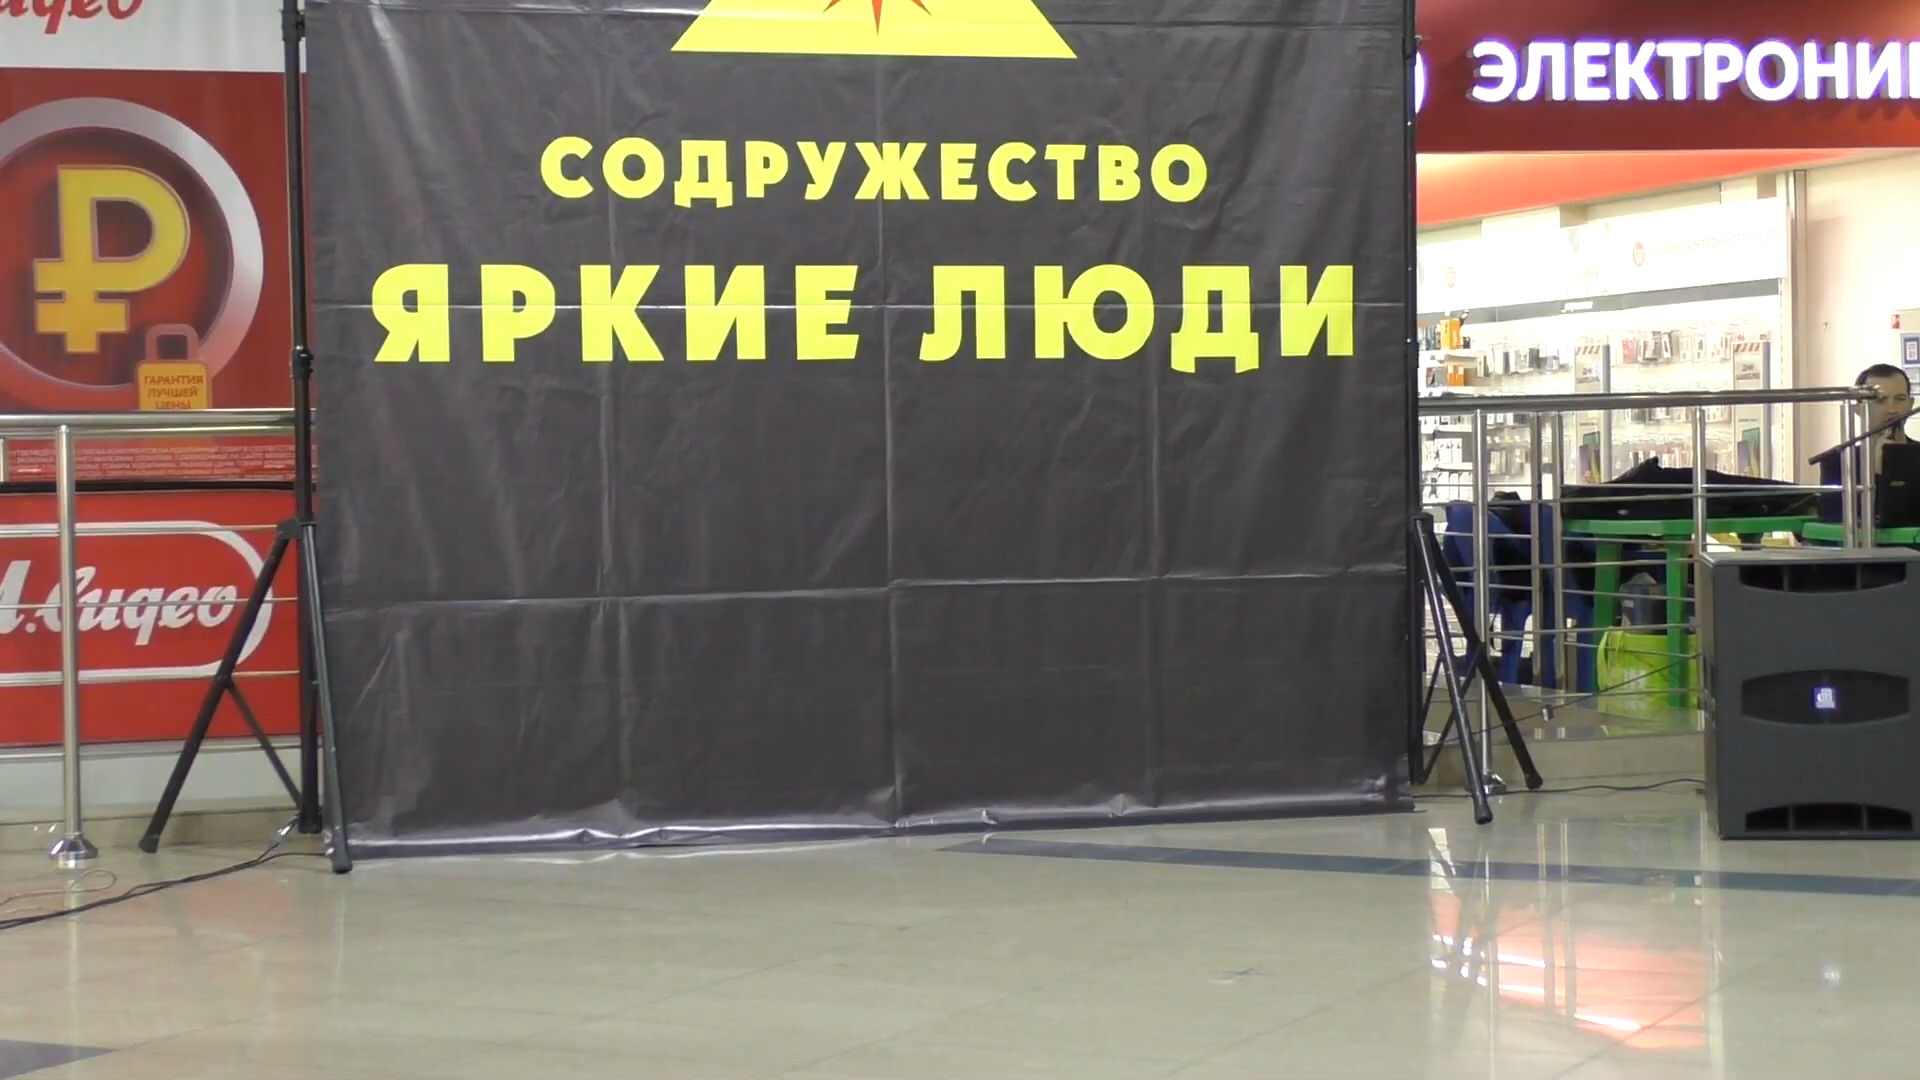 СОДРУЖЕСТВО
ЯРКИЕ ЛЮДИ
ЭЛЕКТРОНИ
ГАРАНТИЯ
ЛУЧШЕЙ
ЦЕНЫ
М.Видео